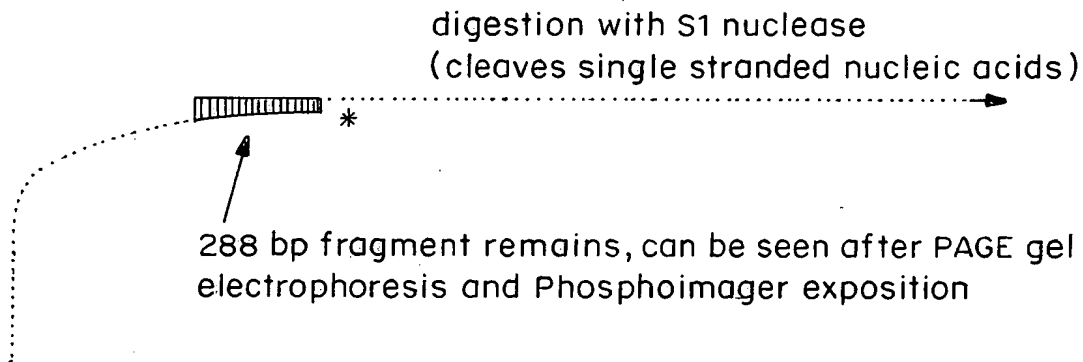 digestion with S1 nuclease
(cleaves single stranded nucleic acids)
*
288 bp fragment remains, can be seen after PAGE gel
electrophoresis and Phosphoimager exposition